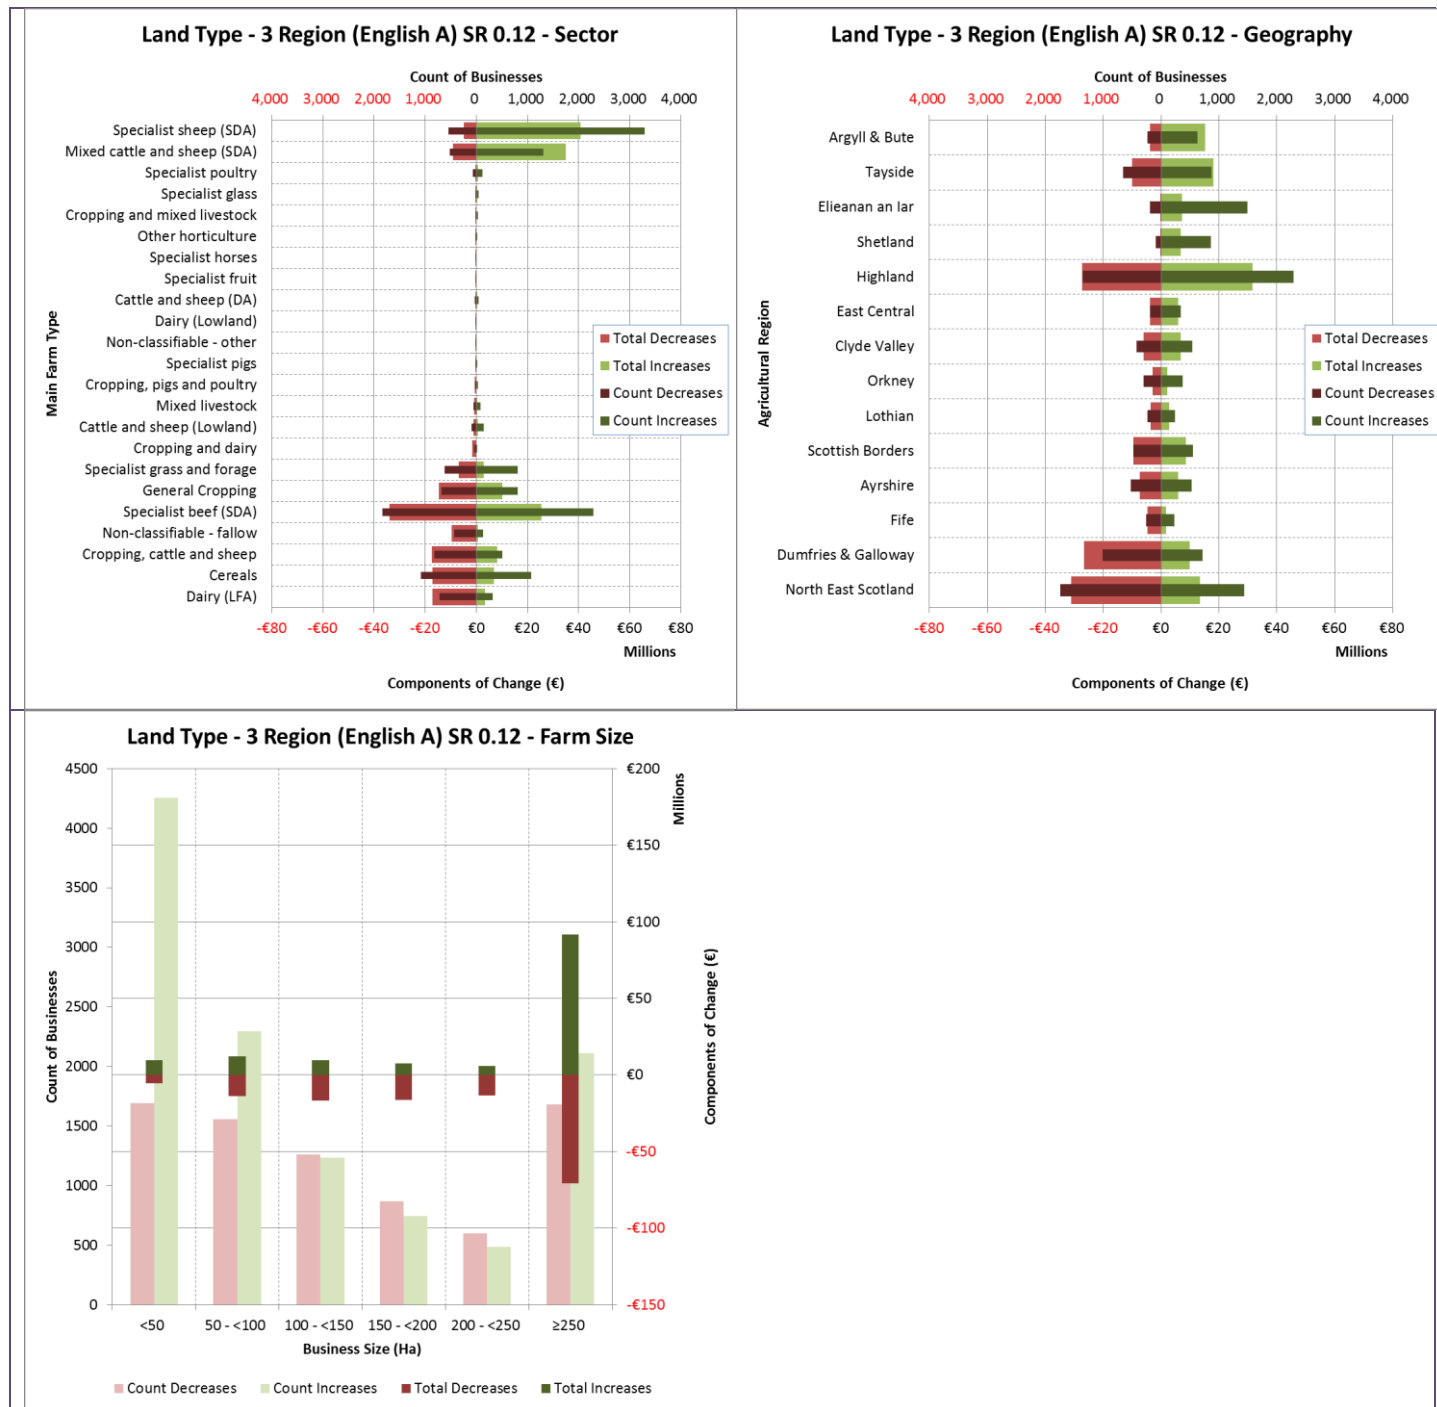 Land Type - 3 Region (English A) SR 0.12 - Sector
Count of Businesses
4,000 3,000 2,000 1,000 0 1,000 2,000 3,000 4,000
Main Farm Type
Specialist sheep (SDA)
Mixed cattle and sheep (SDA)
Specialist poultry
Specialist glass
Cropping and mixed livestock
Other horticulture
Specialist horses
Specialist fruit
Cattle and sheep (DA)
Dairy (Lowland)
Non-classifiable - other
Specialist pigs
Cropping, pigs and poultry
Mixed livestock
Cattle and sheep (Lowland)
Cropping and dairy
Specialist grass and forage
General Cropping
Specialist beef (SDA)
Non-classifiable - fallow
Cropping, cattle and sheep
Cereals
Dairy (LFA)
Total Decreases
Total Increases
Count Decreases
Count Increases
-€80 -€60 -€40 -€20 €0 €20 €40 €60 €80
Millions
Components of Change (€)
Land Type - 3 Region (English A) SR 0.12 - Geography
Count of Businesses
4,000 3,000 2,000 1,000 0 1,000 2,000 3,000 4,000
Agricultural Region
Argyll & Bute
Tayside
Elieanan an Iar
Shetland
Highland
East Central
Clyde Valley
Orkney
Lothian
Scottish Borders
Ayrshire
Fife
Dumfries & Galloway
North East Scotland
Total Decreases
Total Increases
Count Decreases
Count Increases
-€80 -€60 -€40 -€20 €0 €20 €40 €60 €80
Millions
Components of Change (€)
Land Type - 3 Region (English A) SR 0.12 - Farm Size
Count of Businesses
4500
4000
3500
3000
2500
2000
1500
1000
500
0
€200
€150
€100
€50
€0
-€50
-€100
-€150
Millions
Components of Change (€)
<50 50 - <100 100 - <150 150 - <200 200 - <250 ≥250
Business Size (Ha)
Count Decreases Count Increases Total Decreases Total Increases